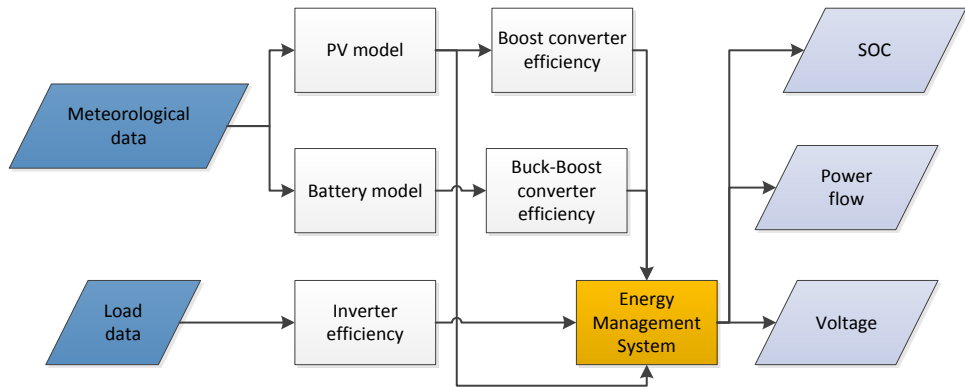 PV model
Boost converter
efficiency
SOC
Meteorological
data
Battery model
Buck-Boost
converter
efficiency
Power
flow
Load
data
Inverter
efficiency
Energy
Management
System
Voltage